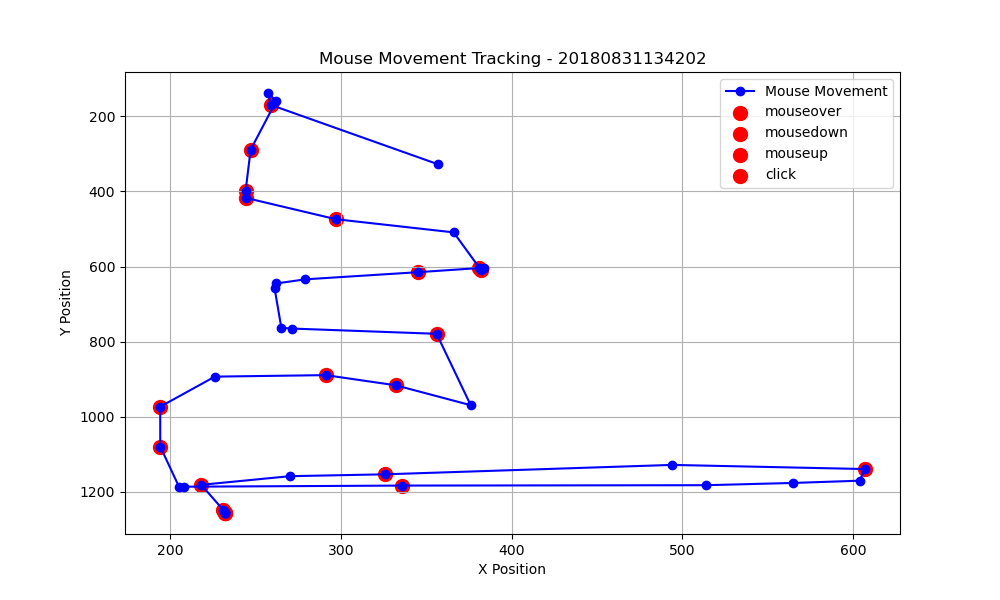 Mouse Movement Tracking - 20180831134202
Mouse Movement
mouseover
mousedown
mouseup
click
Y Position
200
400
600
800
1000
1200
200 300 400 500 600
X Position